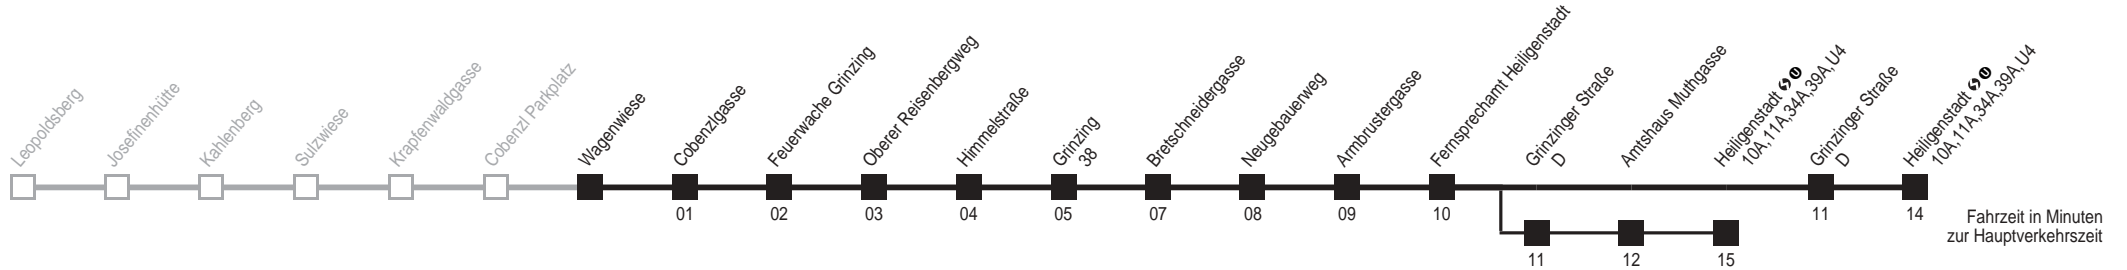 Leopoldsberg
Josefinenhütte
Kahlenberg
Sulzwiese
Krapfenwaldgasse
Cobenzl Parkplatz
Wagenwiese
Cobenzlgasse
Feuerwache Grinzing
Oberer Reisenbergweg
Himmelstraße
Grinzing
38
Bretschneidergasse
Neugebauerweg
Armbrustergasse
Fernsprechamt Heiligenstadt
Grinzinger Straße
D
Amtshaus Muthgasse
Heiligenstadt S U
10A,11A,34A,39A,U4
Grinzinger Straße
D
Heiligenstadt S U
10A,11A,34A,39A,U4
01
02
03
04
05
07
08
09
10
11
14
11
12
15
Fahrzeit in Minuten
zur Hauptverkehrszeit